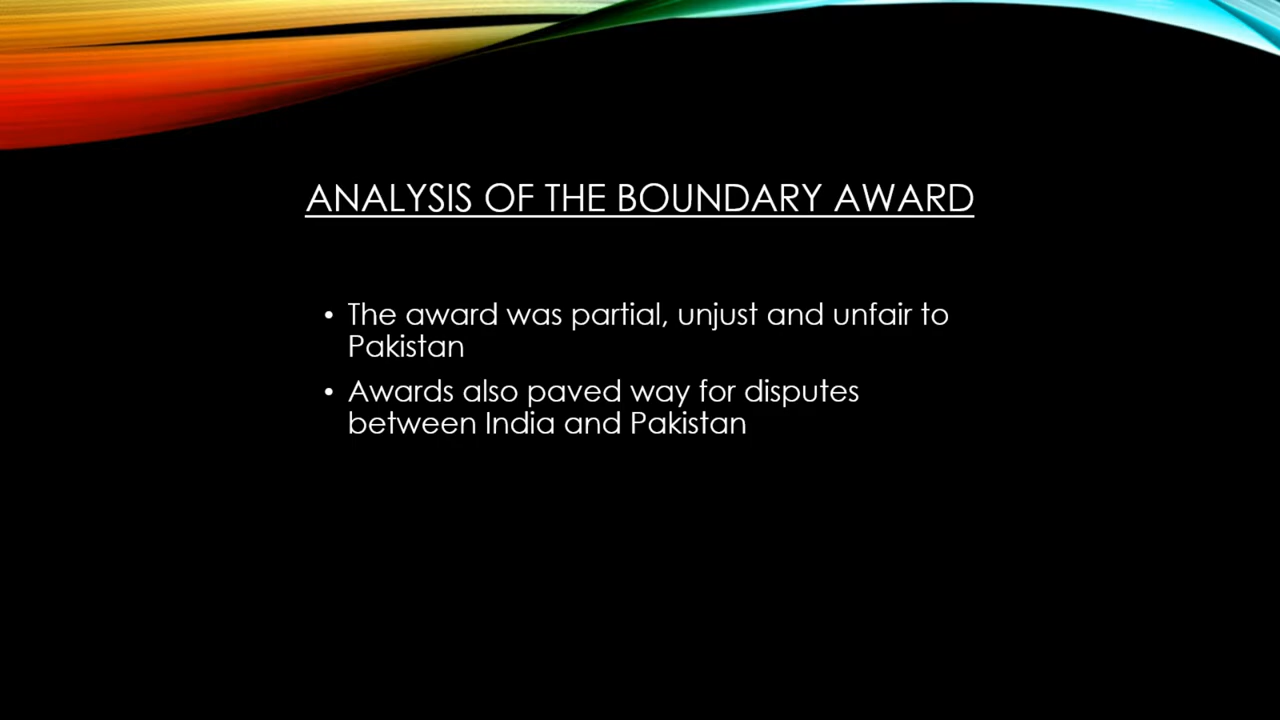 ANALYSIS OF THE BOUNDARY AWARD
• The award was partial, unjust and unfair to
Pakistan
• Awards also paved way for disputes
between India and Pakistan